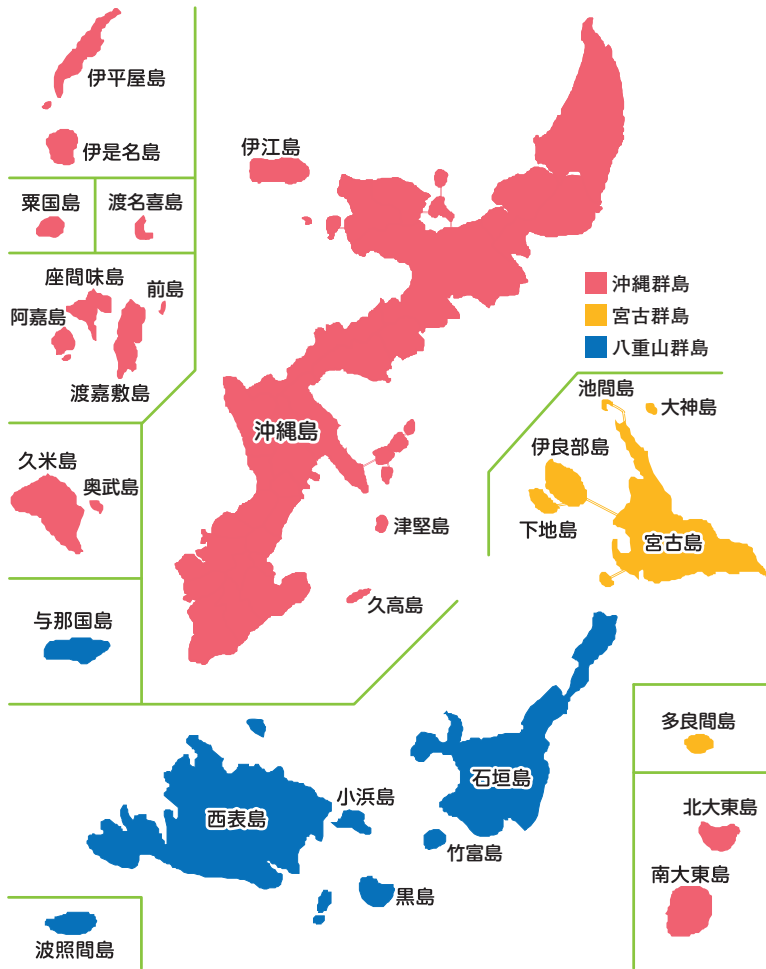 伊平屋島
伊是名島
伊江島
粟国島
渡名喜島
座間味島
前島
阿嘉島
渡嘉敷島
沖縄群島
宮古群島
八重山群島
池間島
大神島
沖縄島
伊良部島
久米島
奥武島
津堅島
下地島
宮古島
久高島
与那国島
多良間島
石垣島
小浜島
西表島
北大東島
竹富島
南大東島
黒島
波照間島